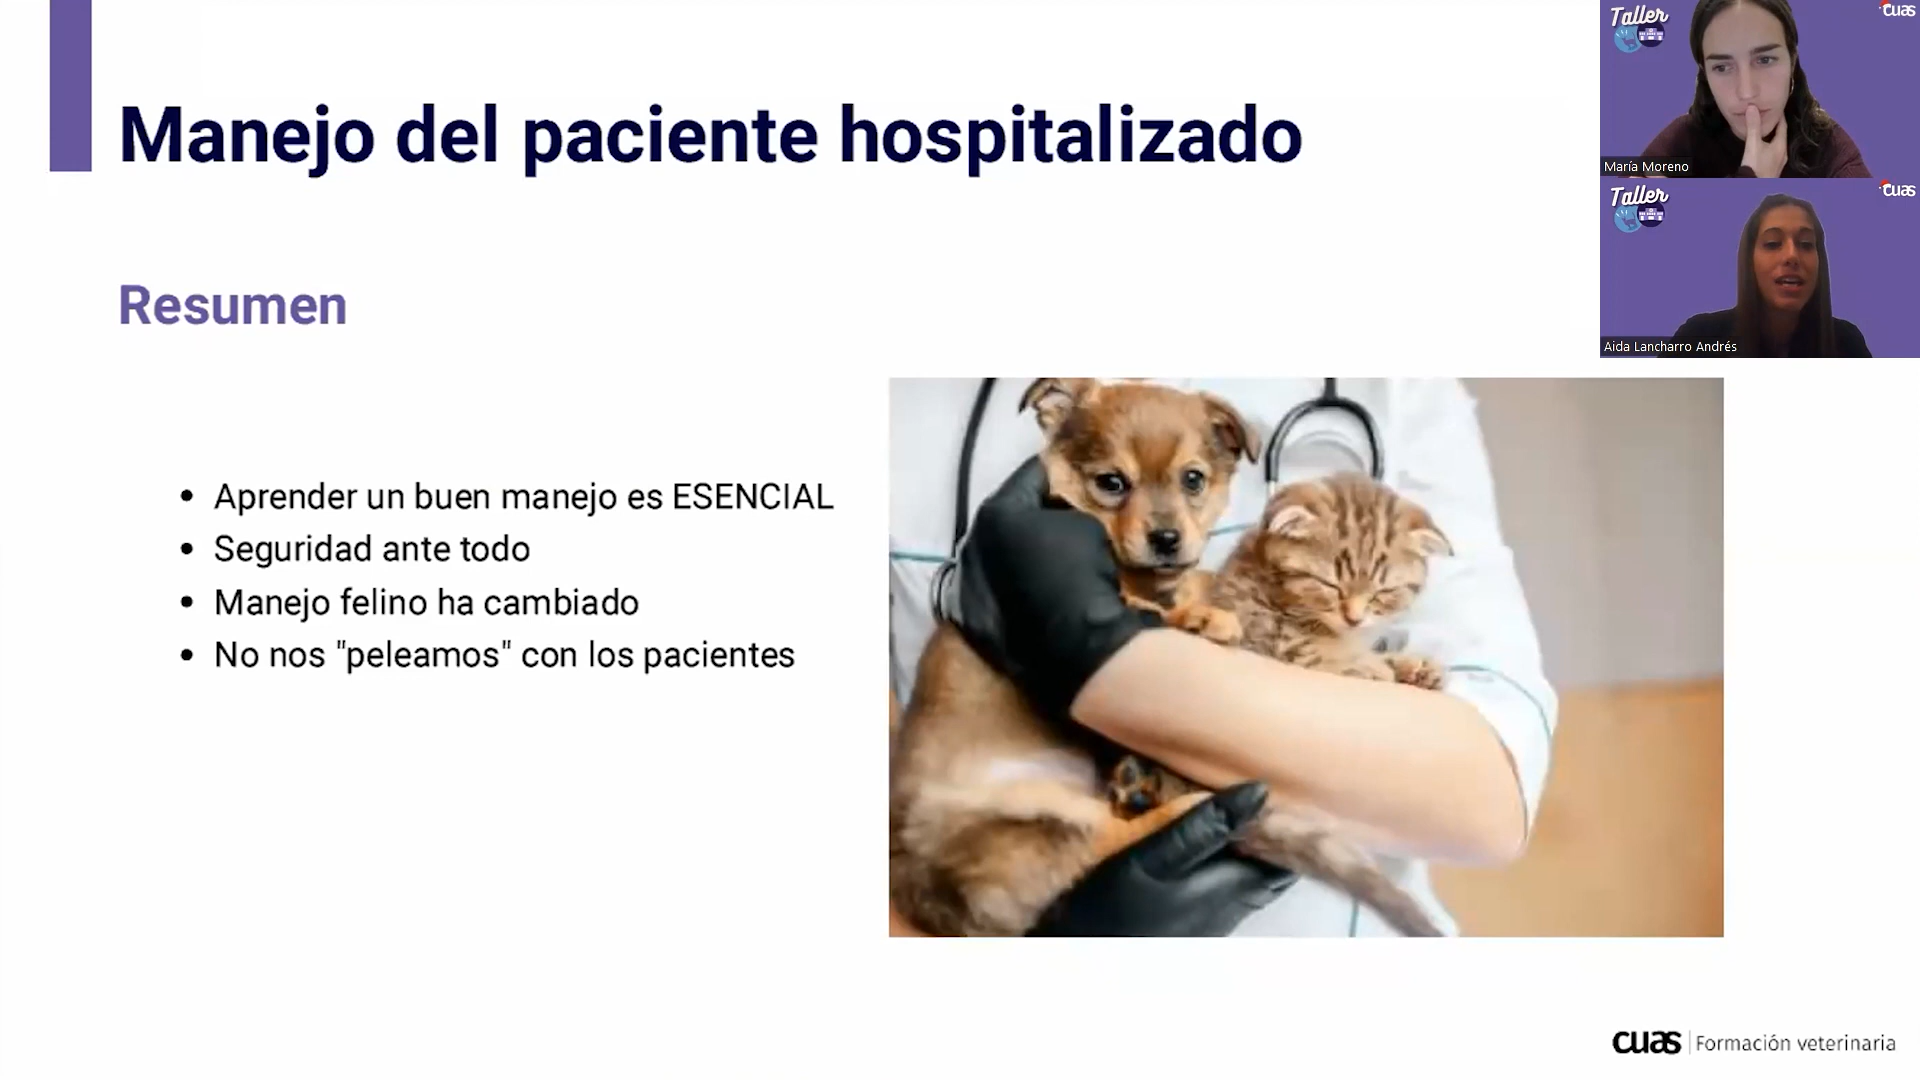 Manejo del paciente hospitalizado
Resumen
• Aprender un buen manejo es ESENCIAL
• Seguridad ante todo
• Manejo felino ha cambiado
• No nos "peleamos" con los pacientes
Taller
cuas
María Moreno
Taller
cuas
Aida Lancharro Andrés
cuas | Formación veterinaria